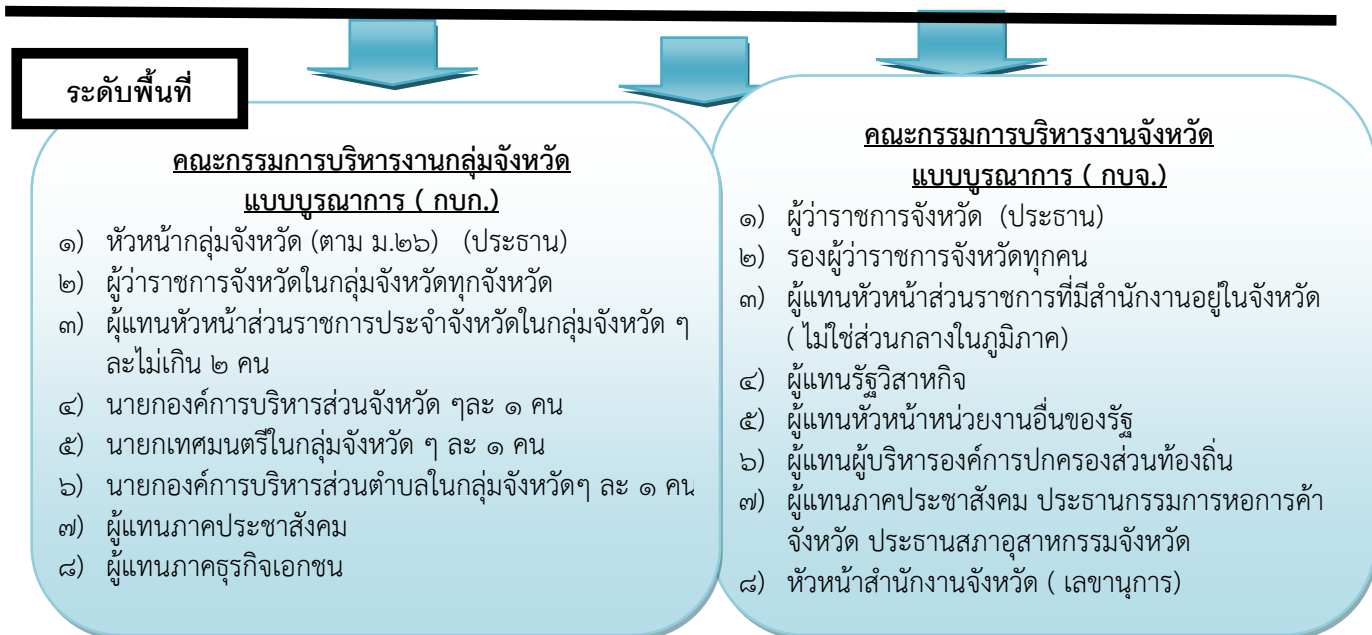 ระดับพื้นที่
คณะกรรมการบริหารงานกลุ่มจังหวัด
แบบบูรณาการ ( กบก.)
๑) หัวหน้ากลุ่มจังหวัด (ตาม ม.๒๖) (ประธาน)
๒) ผู้ว่าราชการจังหวัดในกลุ่มจังหวัดทุกจังหวัด
๓) ผุ้แทนหัวหน้าส่วนราชการประจำจังหวัดในกลุ่มจังหวัด ๆ
ละไม่เกิน ๒ คน
๔) นายกองค์การบริหารส่วนจังหวัด ๆละ ๑ คน
๕) นายกเทศมนตรีในกลุ่มจังหวัด ๆ ละ ๑ คน
๖) นายกองค์การบริหารส่วนตำบลในกลุ่มจังหวัดๆ ละ ๑ คน
๗) ผู้แทนภาคประชาสังคม
๘) ผู้แทนภาคธุรกิจเอกชน
คณะกรรมการบริหารงานจังหวัด
แบบบูรณาการ ( กบจ.)
๑) ผู้ว่าราชการจังหวัด (ประธาน)
๒) รองผู้ว่าราชการจังหวัดทุกคน
๓) ผู้แทนหัวหน้าส่วนราชการที่มีสำนักงานอยู่ในจังหวัด
( ไม่ใช่ส่วนกลางในภูมิภาค)
๔) ผู้แทนรัฐวิสาหกิจ
๕) ผู้แทนหัวหน้าหน่วยงานอื่นของรัฐ
๖) ผู้แทนผู้บริหารองค์การปกครองส่วนท้องถิ่น
๗) ผู้แทนภาคประชาสังคม ประธานกรรมการหอการค้า
จังหวัด ประธานสภาอุสาหกรรมจังหวัด
๘) หัวหน้าสำนักงานจังหวัด ( เลขานุการ)